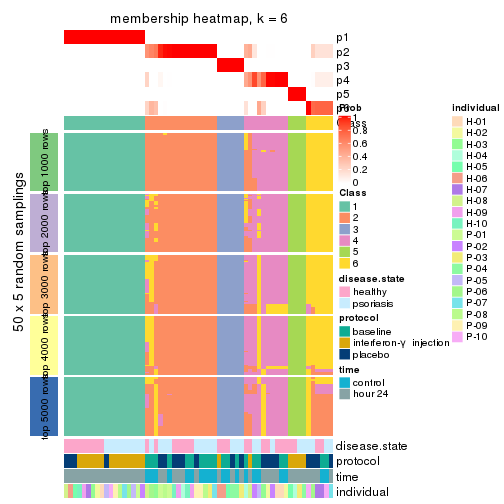 membership heatmap, k = 6
p1
p2
p3
p4
p5
Class
50 x 5 random samplings
top 1000 rows
top 2000 rows
top 3000 rows
top 4000 rows
top 5000 rows
disease.state
protocol
time
individual
Prob
1
0.8
0.6
0.4
0.2
0
Class
1
2
3
4
5
6
disease.state
healthy
psoriasis
protocol
baseline
interferon-γ injection
placebo
time
control
hour 24
individual
H-01
H-02
H-03
H-04
H-05
H-06
H-07
H-08
H-09
H-10
P-01
P-02
P-03
P-04
P-05
P-06
P-07
P-08
P-09
P-10